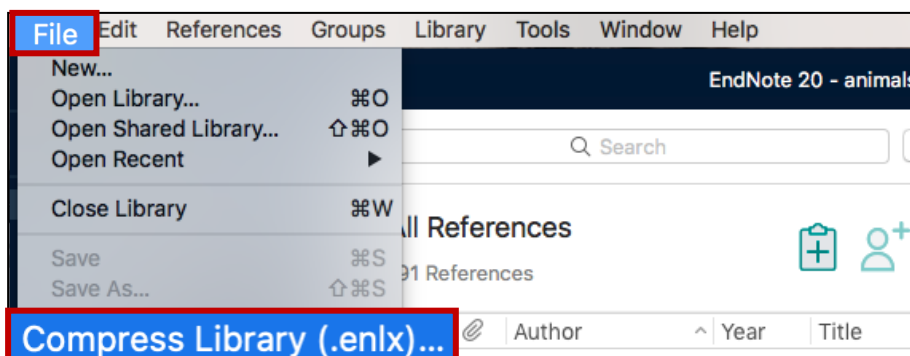 File Edit References Groups Library Tools Window Help
New...
EndNote 20 - animals
Open Library... ⌘O
Open Shared Library... ⇧⌘O
Search
Open Recent ▶
Close Library ⌘W
All References
Save ⌘S
91 References
Save As... ⇧⌘S
Compress Library (.enlx)...
Author ^ Year Title